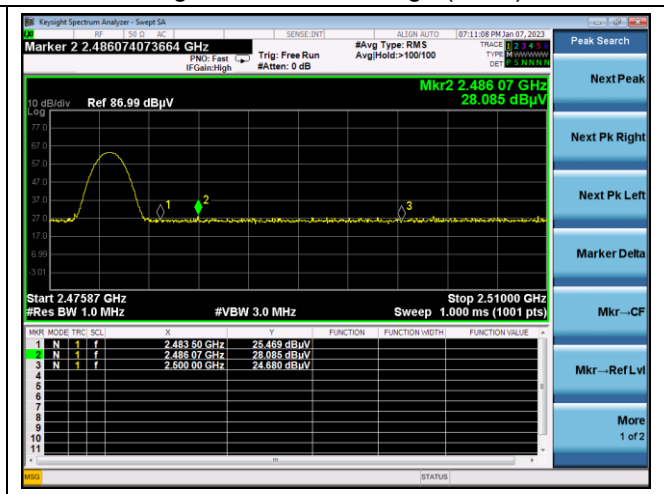 Keysight Spectrum Analyzer - Swept SA
RF 50 Ω AC SENSE:INT ALIGN AUTO 07:11:08 PM Jan 07, 2023
Marker 2 2.486074073664 GHz
PNO: Fast
IFGain:High
Trig: Free Run
#Atten: 0 dB
#Avg Type: RMS
Avg|Hold:>100/100
TRACE 1 2 3 4 5 6
TYPE M WWWWW
DET P S N N N N
Peak Search
Mkr2 2.486 07 GHz
28.085 dBµV
10 dB/div Ref 86.99 dBµV
Log
77.0
67.0
57.0
47.0
37.0
27.0
17.0
6.99
-3.01
1
2
3
Start 2.47587 GHz
#Res BW 1.0 MHz
#VBW 3.0 MHz
Stop 2.51000 GHz
Sweep 1.000 ms (1001 pts)
MKR MODE TRC SCL X Y FUNCTION FUNCTION WIDTH FUNCTION VALUE
1 N 1 f 2.483 50 GHz 25.469 dBµV
2 N 1 f 2.486 07 GHz 28.085 dBµV
3 N 1 f 2.500 00 GHz 24.680 dBµV
4
5
6
7
8
9
10
11
Next Peak
Next Pk Right
Next Pk Left
Marker Delta
Mkr→CF
Mkr→Ref Lvl
More
1 of 2
MSG STATUS